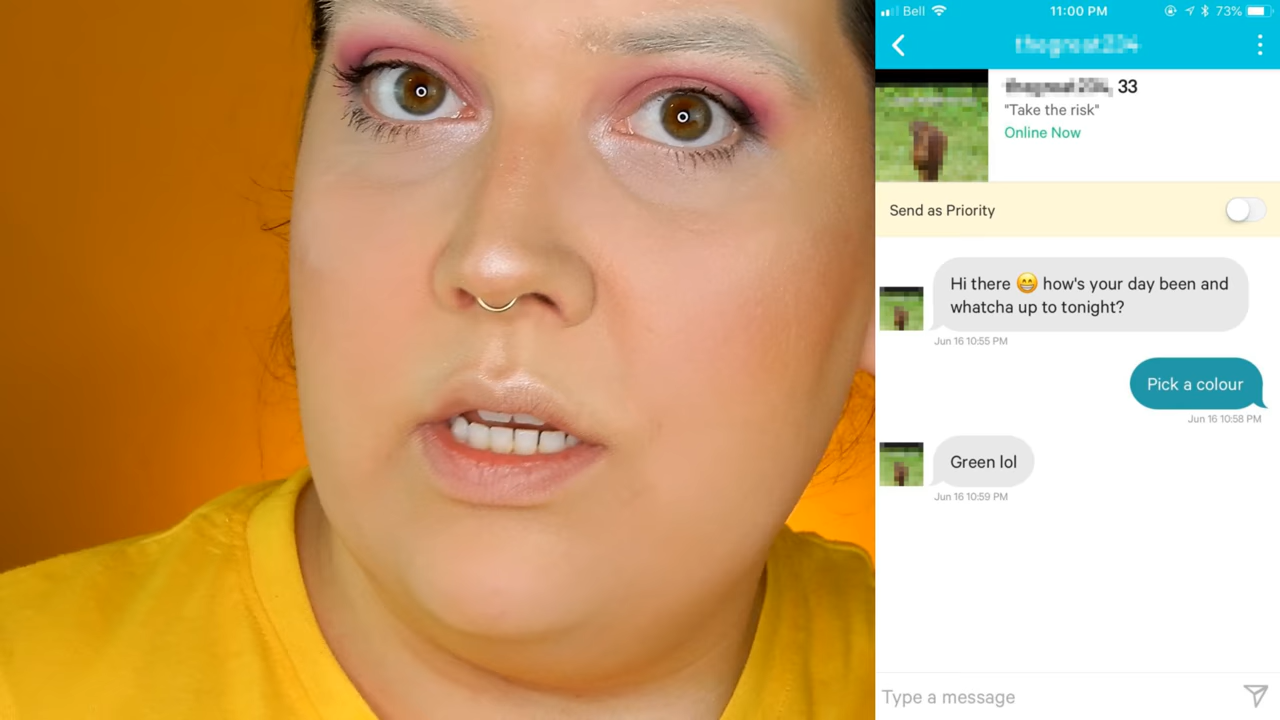 Bell 11:00 PM 73%
33
"Take the risk"
Online Now
Send as Priority
Hi there 😁 how's your day been and
whatcha up to tonight?
Jun 16 10:55 PM
Pick a colour
Jun 16 10:58 PM
Green lol
Jun 16 10:59 PM
Type a message